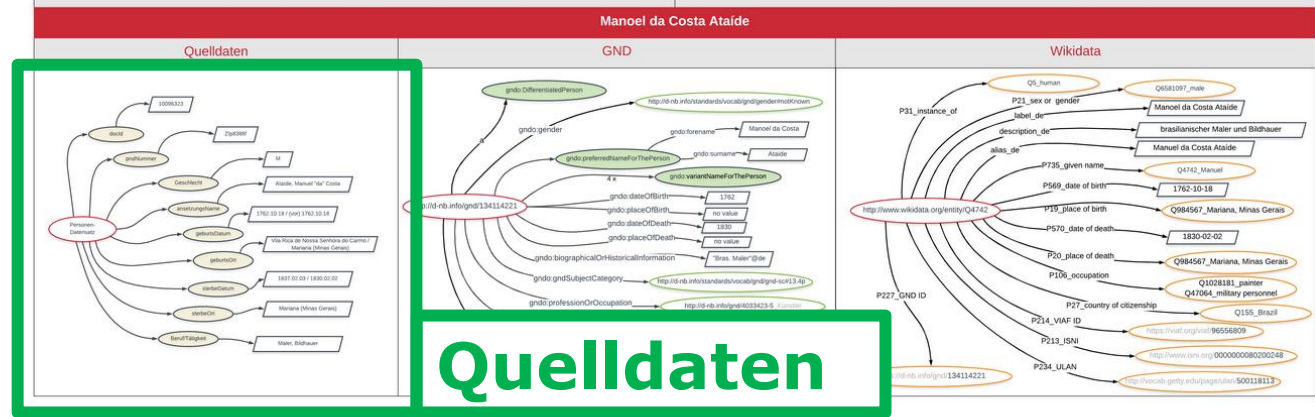 Manoel da Costa Ataíde
Quelldaten
GND
Wikidata
10096323
docId
gndNummer
M
Geschlecht
Ataíde, Manuel "da" Costa
ansetzungsName
1762.10.18 / (vor) 1762.10.18
Personen-
Datensatz
geburtsDatum
Vila Rica de Nossa Senhora do Carmo /
Mariana (Minas Gerais)
geburtsOrt
1837.02.03 / 1830.02.02
sterbeDatum
Mariana (Minas Gerais)
sterbeOrt
Beruf/Tätigkeit
Maler, Bildhauer
gndo:DifferentiatedPerson
http://d-nb.info/standards/vocab/gnd/gender#notKnown
a
gndo:gender
gndo:forename
Manoel da Costa
gndo:preferredNameForThePerson
gndo:surname
Ataíde
4 x
gndo:variantNameForThePerson
gndo:dateOfBirth
1762
://d-nb.info/gnd/134114221
gndo:placeOfBirth
no value
gndo:dateOfDeath
1830
gndo:placeOfDeath
no value
gndo:biographicalOrHistoricalInformation
"Bras. Maler"@de
gndo:gndSubjectCategory
http://d-nb.info/standards/vocab/gnd/gnd-sc#13.4p
gndo:professionOrOccupation
http://d-nb.info/gnd/4033423-5_Künstler
Quelldaten
Q5_human
P31_instance_of
P21_sex or gender
Q6581097_male
label_de
Manoel da Costa Ataíde
description_de
brasilianischer Maler und Bildhauer
alias_de
Manoel da Costa Ataíde
P735_given name
Q4742_Manuel
P569_date of birth
1762-10-18
http://www.wikidata.org/entity/Q4742
P19_place of birth
Q984567_Mariana, Minas Gerais
P570_date of death
1830-02-02
P20_place of death
Q984567_Mariana, Minas Gerais
P106_occupation
Q1028181_painter
Q47064_military personnel
P227_GND ID
P27_country of citizenship
Q155_Brazil
P214_VIAF ID
https://viaf.org/viaf/96556809
P213_ISNI
http://www.isni.org/0000000080200248
P234_ULAN
://d-nb.info/gnd/134114221
http://vocab.getty.edu/page/ulan/500118113